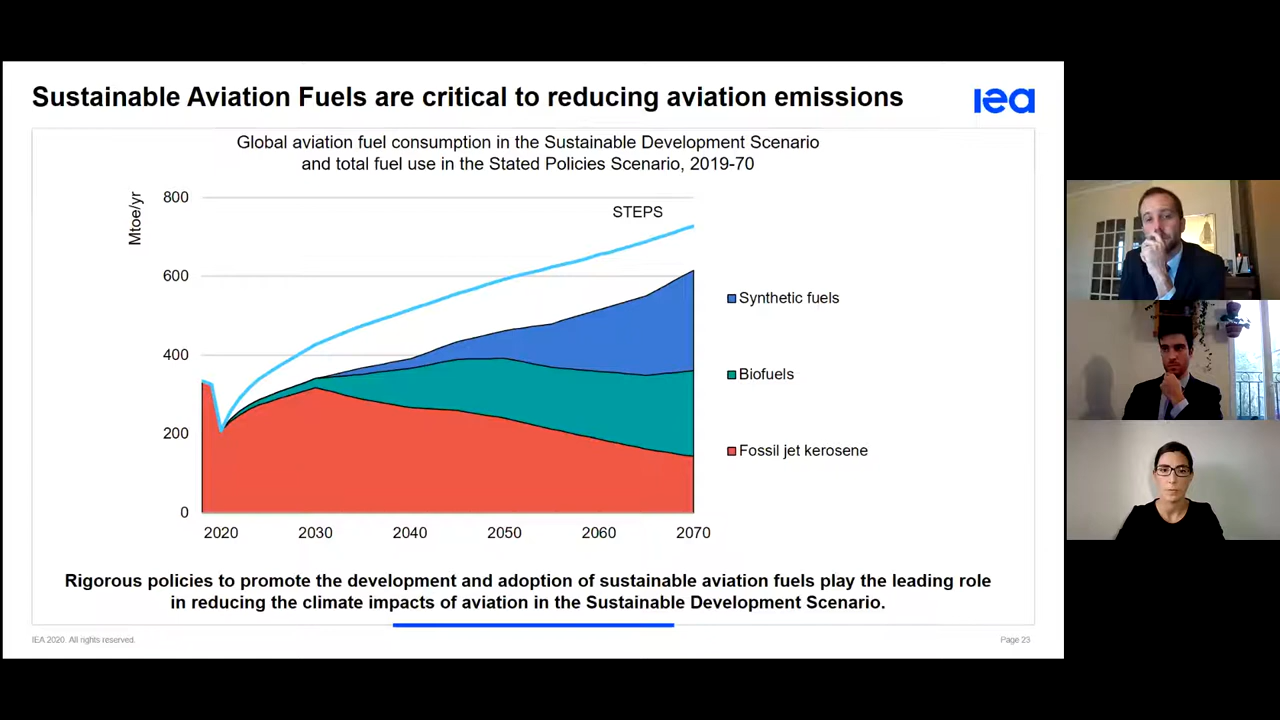 Sustainable Aviation Fuels are critical to reducing aviation emissions
iea
Global aviation fuel consumption in the Sustainable Development Scenario
and total fuel use in the Stated Policies Scenario, 2019-70
Mtoe/yr
800
600
400
200
0
STEPS
2020 2030 2040 2050 2060 2070
Synthetic fuels
Biofuels
Fossil jet kerosene
Rigorous policies to promote the development and adoption of sustainable aviation fuels play the leading role
in reducing the climate impacts of aviation in the Sustainable Development Scenario.
IEA 2020. All rights reserved. Page 23